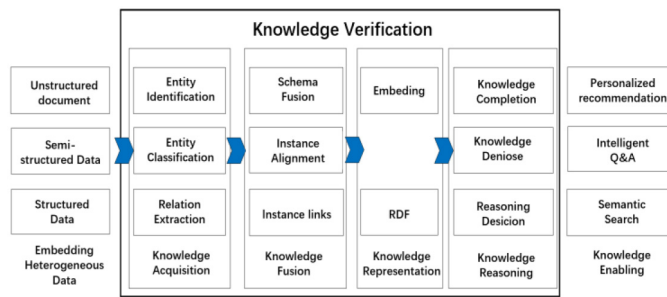 Knowledge Verification
Unstructured
document
Semi-
structured Data
Structured
Data
Embedding
Heterogeneous
Data
Entity
Identification
Entity
Classification
Relation
Extraction
Knowledge
Acquisition
Schema
Fusion
Instance
Alignment
Instance links
Knowledge
Fusion
Embeding
RDF
Knowledge
Representation
Knowledge
Completion
Knowledge
Deniose
Reasoning
Desicion
Knowledge
Reasoning
Personalized
recommendation
Intelligent
Q&A
Semantic
Search
Knowledge
Enabling